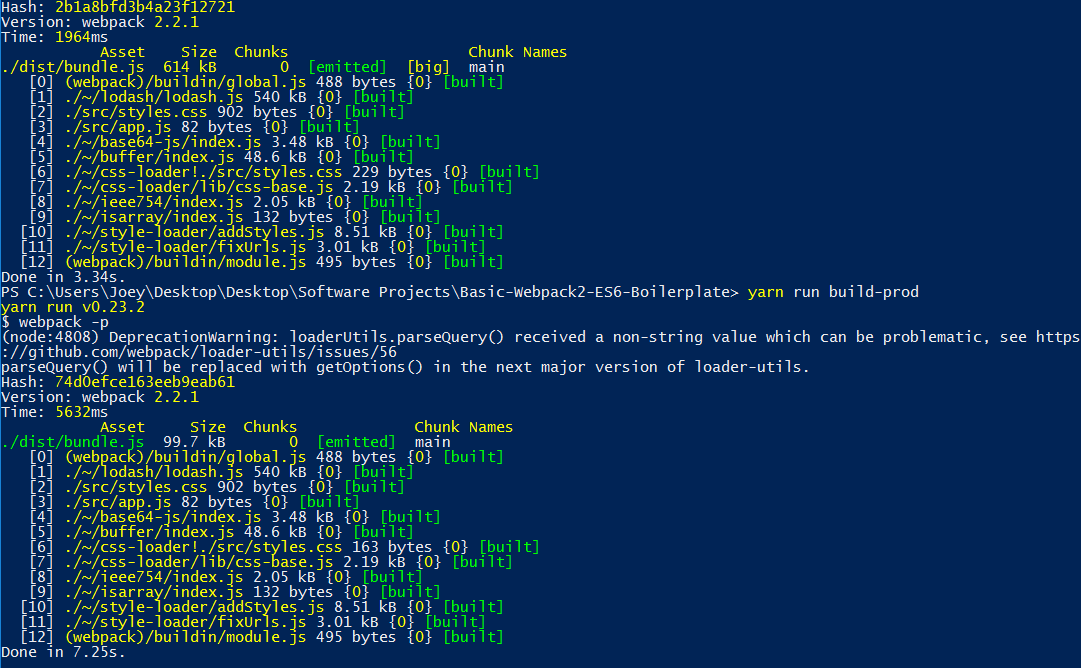 Hash: 2b1a8bfd3b4a23f12721
Version: webpack 2.2.1
Time: 1964ms
Asset Size Chunks Chunk Names
./dist/bundle.js 614 kB 0 [emitted] [big] main
[0] (webpack)/buildin/global.js 488 bytes {0} [built]
[1] ./~/lodash/lodash.js 540 kB {0} [built]
[2] ./src/styles.css 902 bytes {0} [built]
[3] ./src/app.js 82 bytes {0} [built]
[4] ./~/base64-js/index.js 3.48 kB {0} [built]
[5] ./~/buffer/index.js 48.6 kB {0} [built]
[6] ./~/css-loader!./src/styles.css 229 bytes {0} [built]
[7] ./~/css-loader/lib/css-base.js 2.19 kB {0} [built]
[8] ./~/ieee754/index.js 2.05 kB {0} [built]
[9] ./~/isarray/index.js 132 bytes {0} [built]
[10] ./~/style-loader/addStyles.js 8.51 kB {0} [built]
[11] ./~/style-loader/fixUrls.js 3.01 kB {0} [built]
[12] (webpack)/buildin/module.js 495 bytes {0} [built]
Done in 3.34s.
PS C:\Users\Joey\Desktop\Desktop\Software Projects\Basic-Webpack2-ES6-Boilerplate> yarn run build-prod
yarn run v0.23.2
$ webpack -p
(node:4808) DeprecationWarning: loaderUtils.parseQuery() received a non-string value which can be problematic, see https
://github.com/webpack/loader-utils/issues/56
parseQuery() will be replaced with getOptions() in the next major version of loader-utils.
Hash: 74d0efce163eeb9eab61
Version: webpack 2.2.1
Time: 5632ms
Asset Size Chunks Chunk Names
./dist/bundle.js 99.7 kB 0 [emitted] main
[0] (webpack)/buildin/global.js 488 bytes {0} [built]
[1] ./~/lodash/lodash.js 540 kB {0} [built]
[2] ./src/styles.css 902 bytes {0} [built]
[3] ./src/app.js 82 bytes {0} [built]
[4] ./~/base64-js/index.js 3.48 kB {0} [built]
[5] ./~/buffer/index.js 48.6 kB {0} [built]
[6] ./~/css-loader!./src/styles.css 163 bytes {0} [built]
[7] ./~/css-loader/lib/css-base.js 2.19 kB {0} [built]
[8] ./~/ieee754/index.js 2.05 kB {0} [built]
[9] ./~/isarray/index.js 132 bytes {0} [built]
[10] ./~/style-loader/addStyles.js 8.51 kB {0} [built]
[11] ./~/style-loader/fixUrls.js 3.01 kB {0} [built]
[12] (webpack)/buildin/module.js 495 bytes {0} [built]
Done in 7.25s.